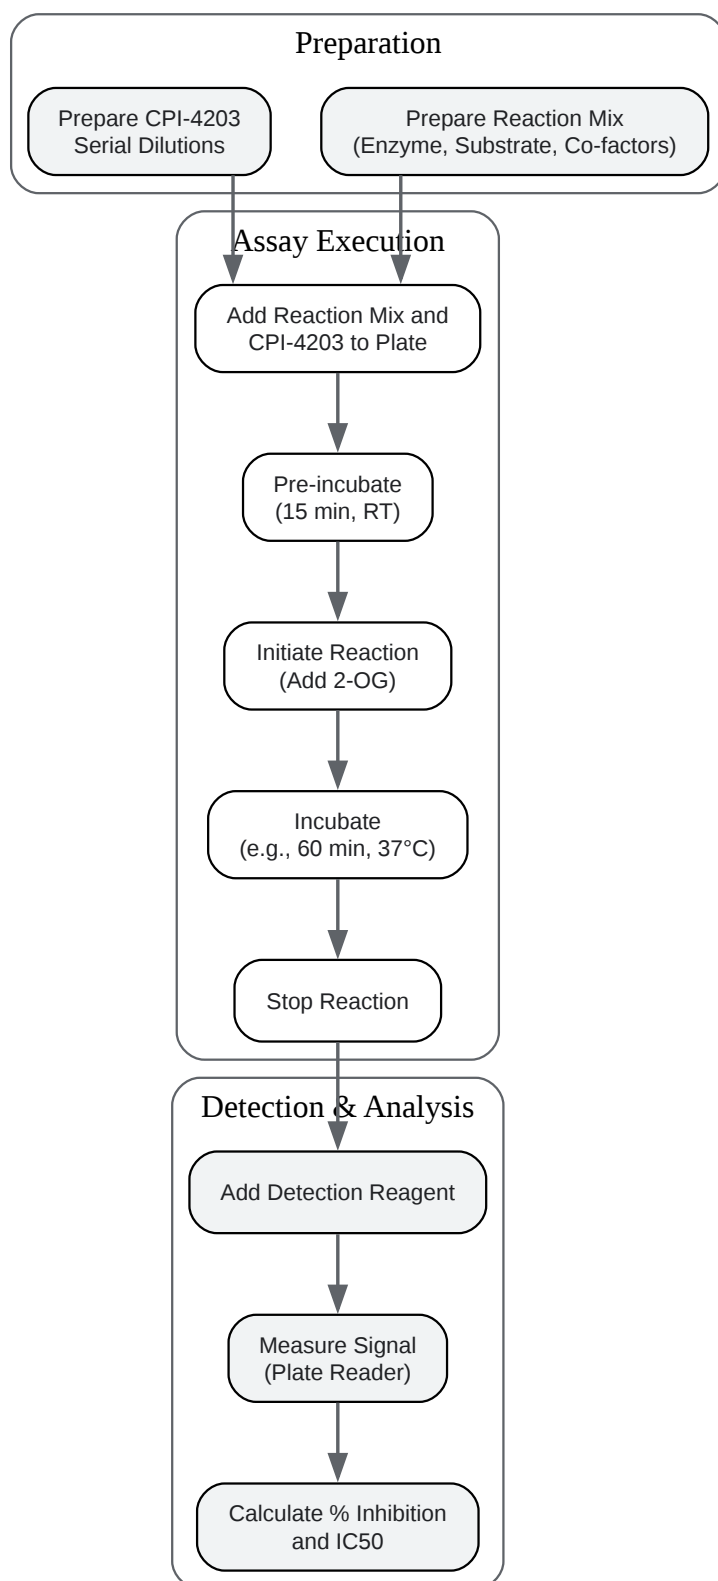 Preparation
Prepare CPI-4203
Serial Dilutions
Prepare Reaction Mix
(Enzyme, Substrate, Co-factors)
Assay Execution
Add Reaction Mix and
CPI-4203 to Plate
Pre-incubate
(15 min, RT)
Initiate Reaction
(Add 2-OG)
Incubate
(e.g., 60 min, 37°C)
Stop Reaction
Detection & Analysis
Add Detection Reagent
Measure Signal
(Plate Reader)
Calculate % Inhibition
and IC50